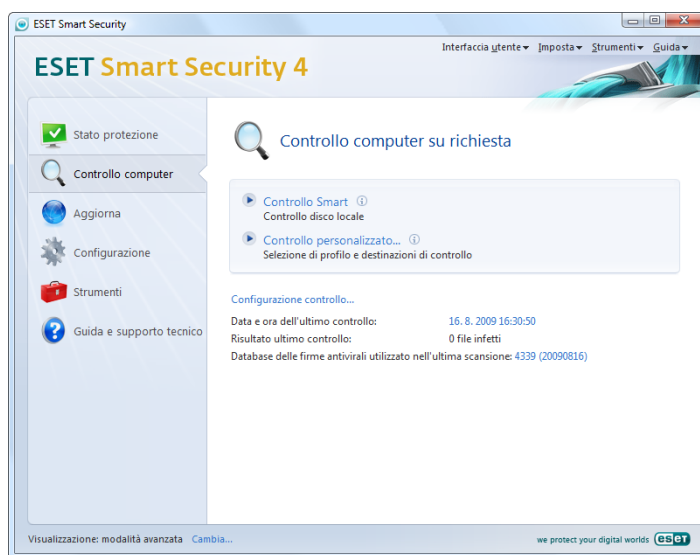 ESET Smart Security
Interfaccia utente Imposta Strumenti Guida
ESET Smart Security 4
Stato protezione
Controllo computer
Aggiorna
Configurazione
Strumenti
Guida e supporto tecnico
Controllo computer su richiesta
Controllo Smart
Controllo disco locale
Controllo personalizzato...
Selezione di profilo e destinazioni di controllo
Configurazione controllo...
Data e ora dell'ultimo controllo: 16. 8. 2009 16:30:50
Risultato ultimo controllo: 0 file infetti
Database delle firme antivirali utilizzato nell'ultima scansione: 4339 (20090816)
Visualizzazione: modalità avanzata Cambia...
we protect your digital worlds eset